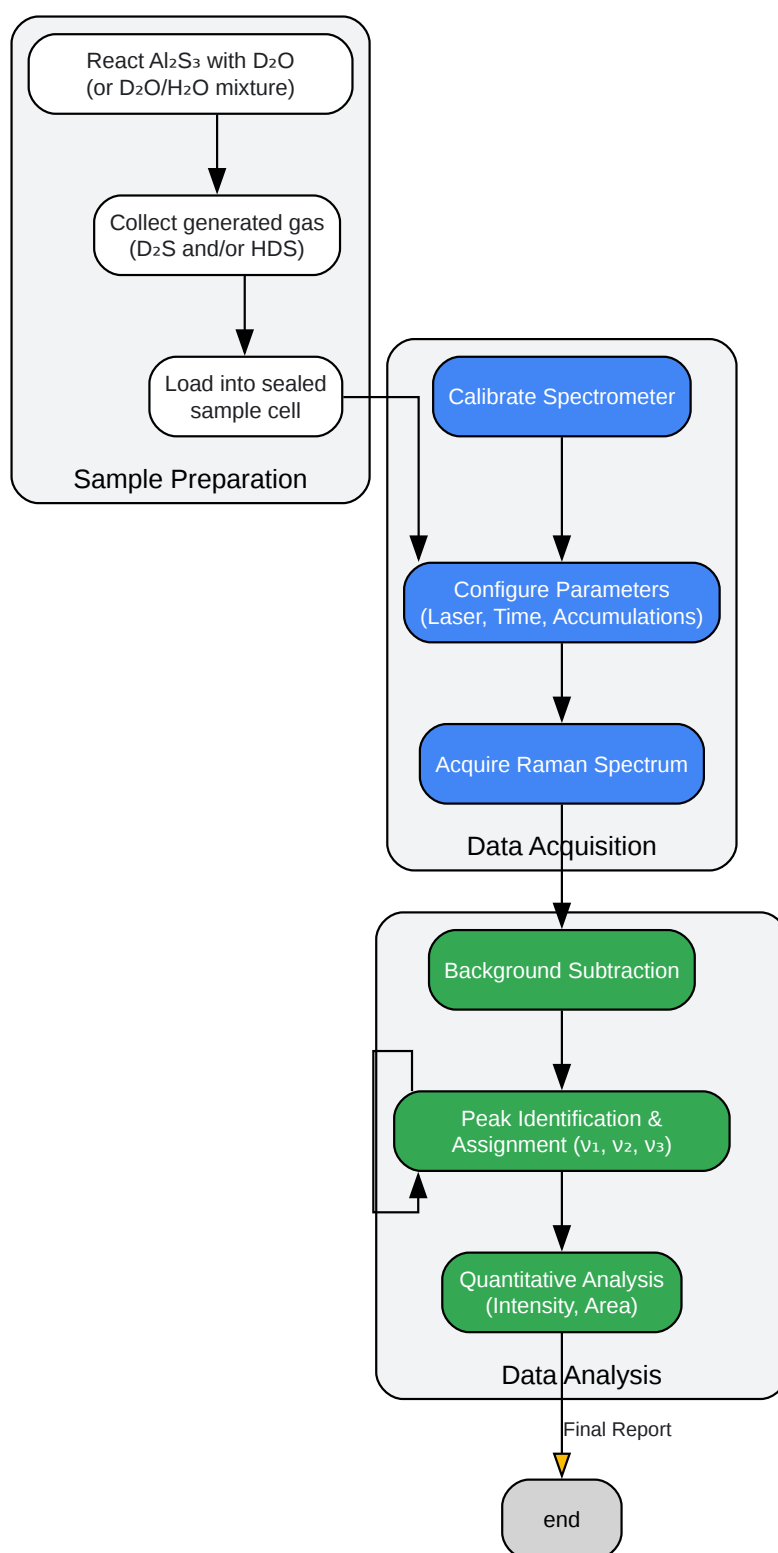 React Al₂S₃ with D₂O
(or D₂O/H₂O mixture)
Collect generated gas
(D₂S and/or HDS)
Load into sealed
sample cell
Sample Preparation
Calibrate Spectrometer
Configure Parameters
(Laser, Time, Accumulations)
Acquire Raman Spectrum
Data Acquisition
Background Subtraction
Peak Identification &
Assignment (ν₁, ν₂, ν₃)
Quantitative Analysis
(Intensity, Area)
Data Analysis
Final Report
end